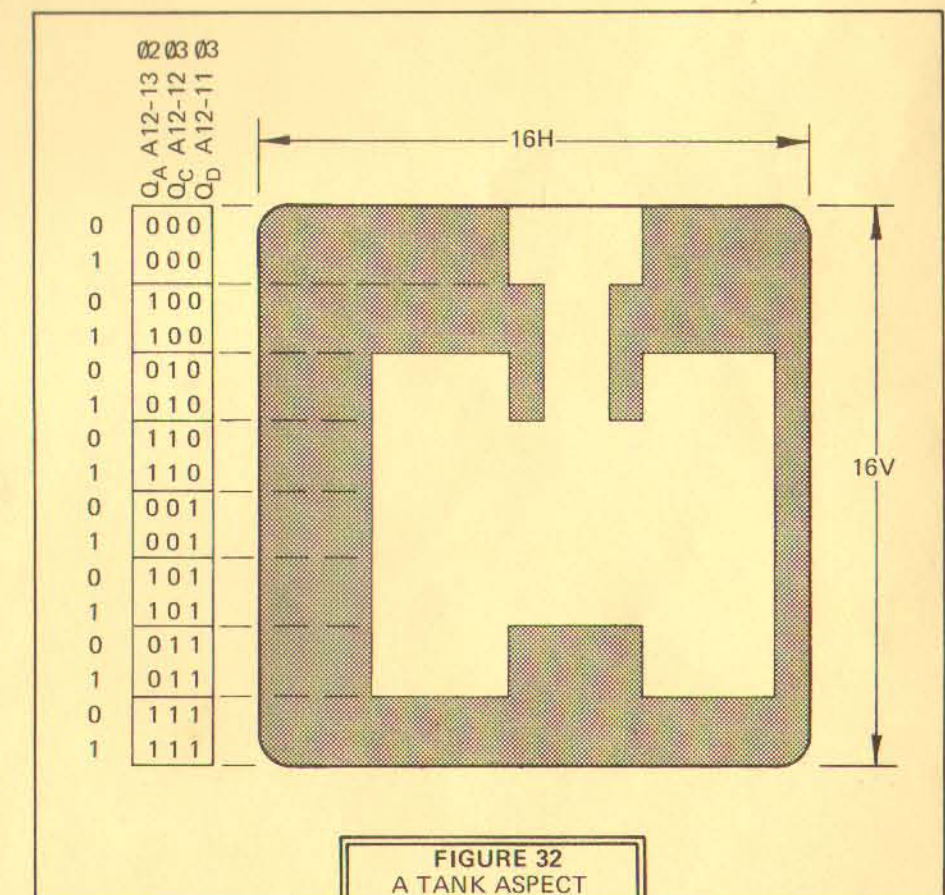 Ø2 Ø3 Ø3
QA A12-13
QC A12-12
QD A12-11
16H
0 000
1 000
0 100
1 100
0 010
1 010
0 110
1 110
16V
0 001
1 001
0 101
1 101
0 011
1 011
0 111
1 111
FIGURE 32
A TANK ASPECT